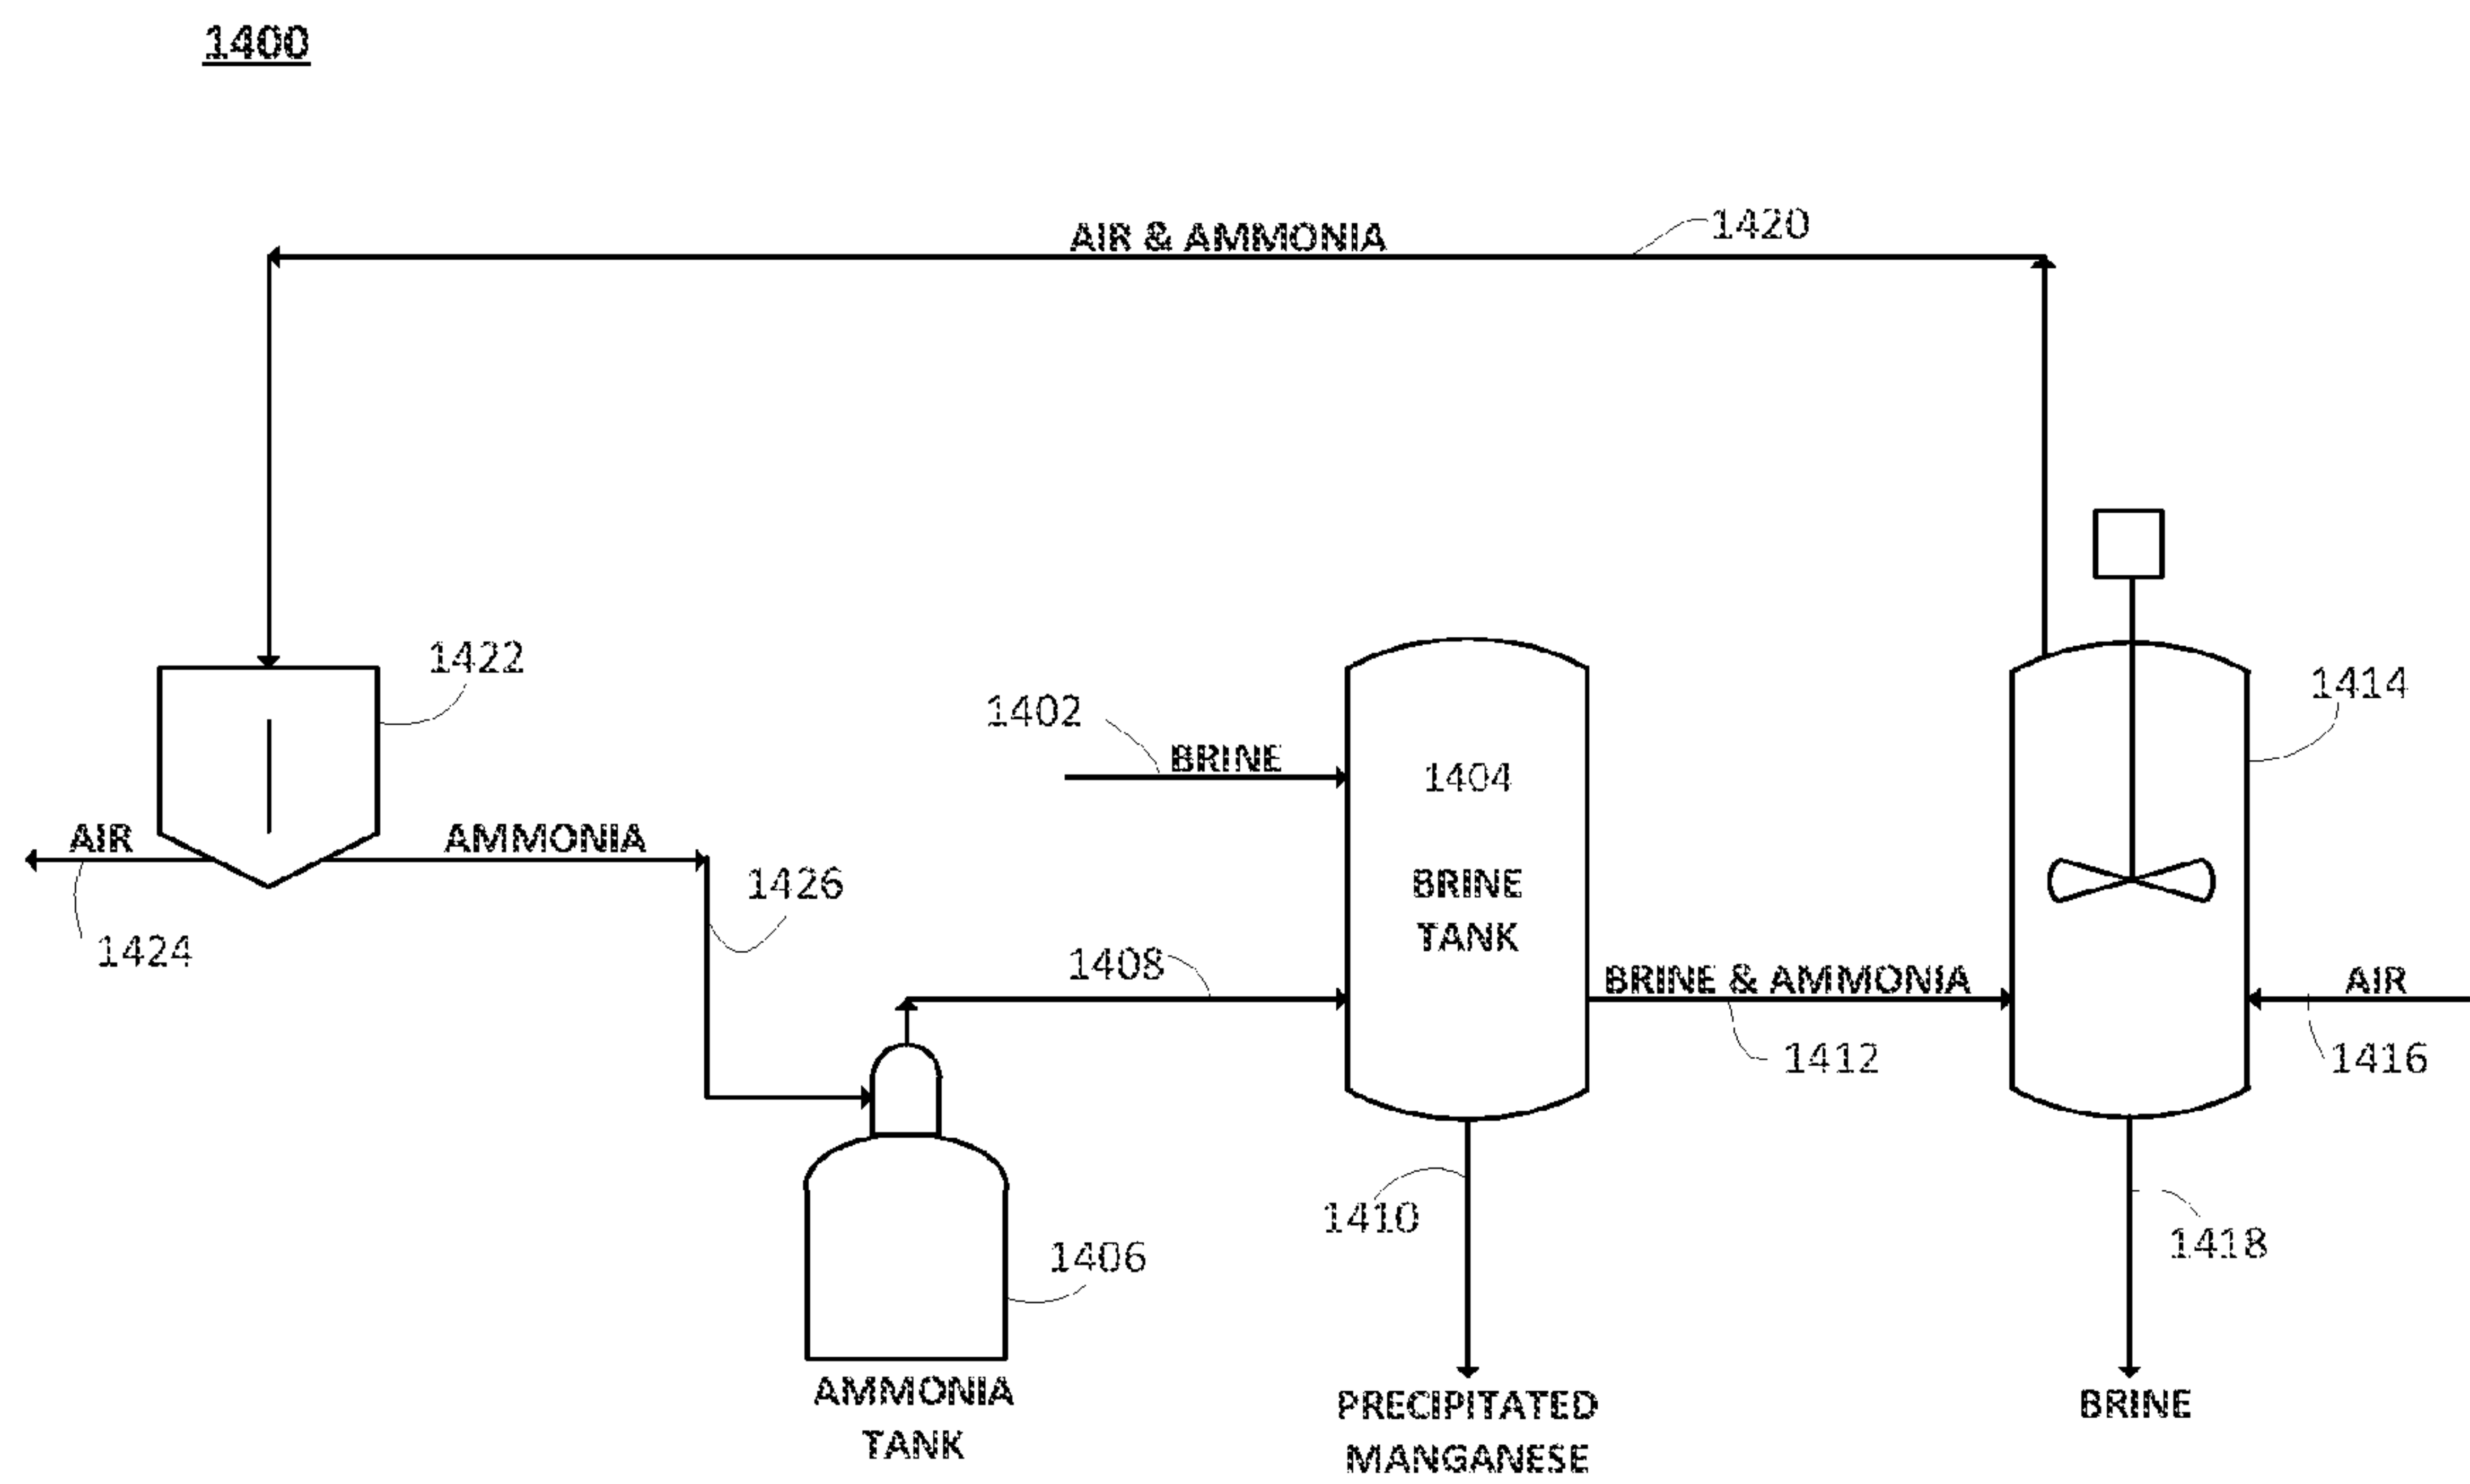 1400
AIR & AMMONIA
1420
1422
1414
1402
BRINE
1404
AIR
AMMONIA
1426
BRINE
TANK
1424
1408
BRINE & AMMONIA
AIR
1412
1416
1410
1418
1406
AMMONIA
TANK
PRECIPITATED
MANGANESE
BRINE